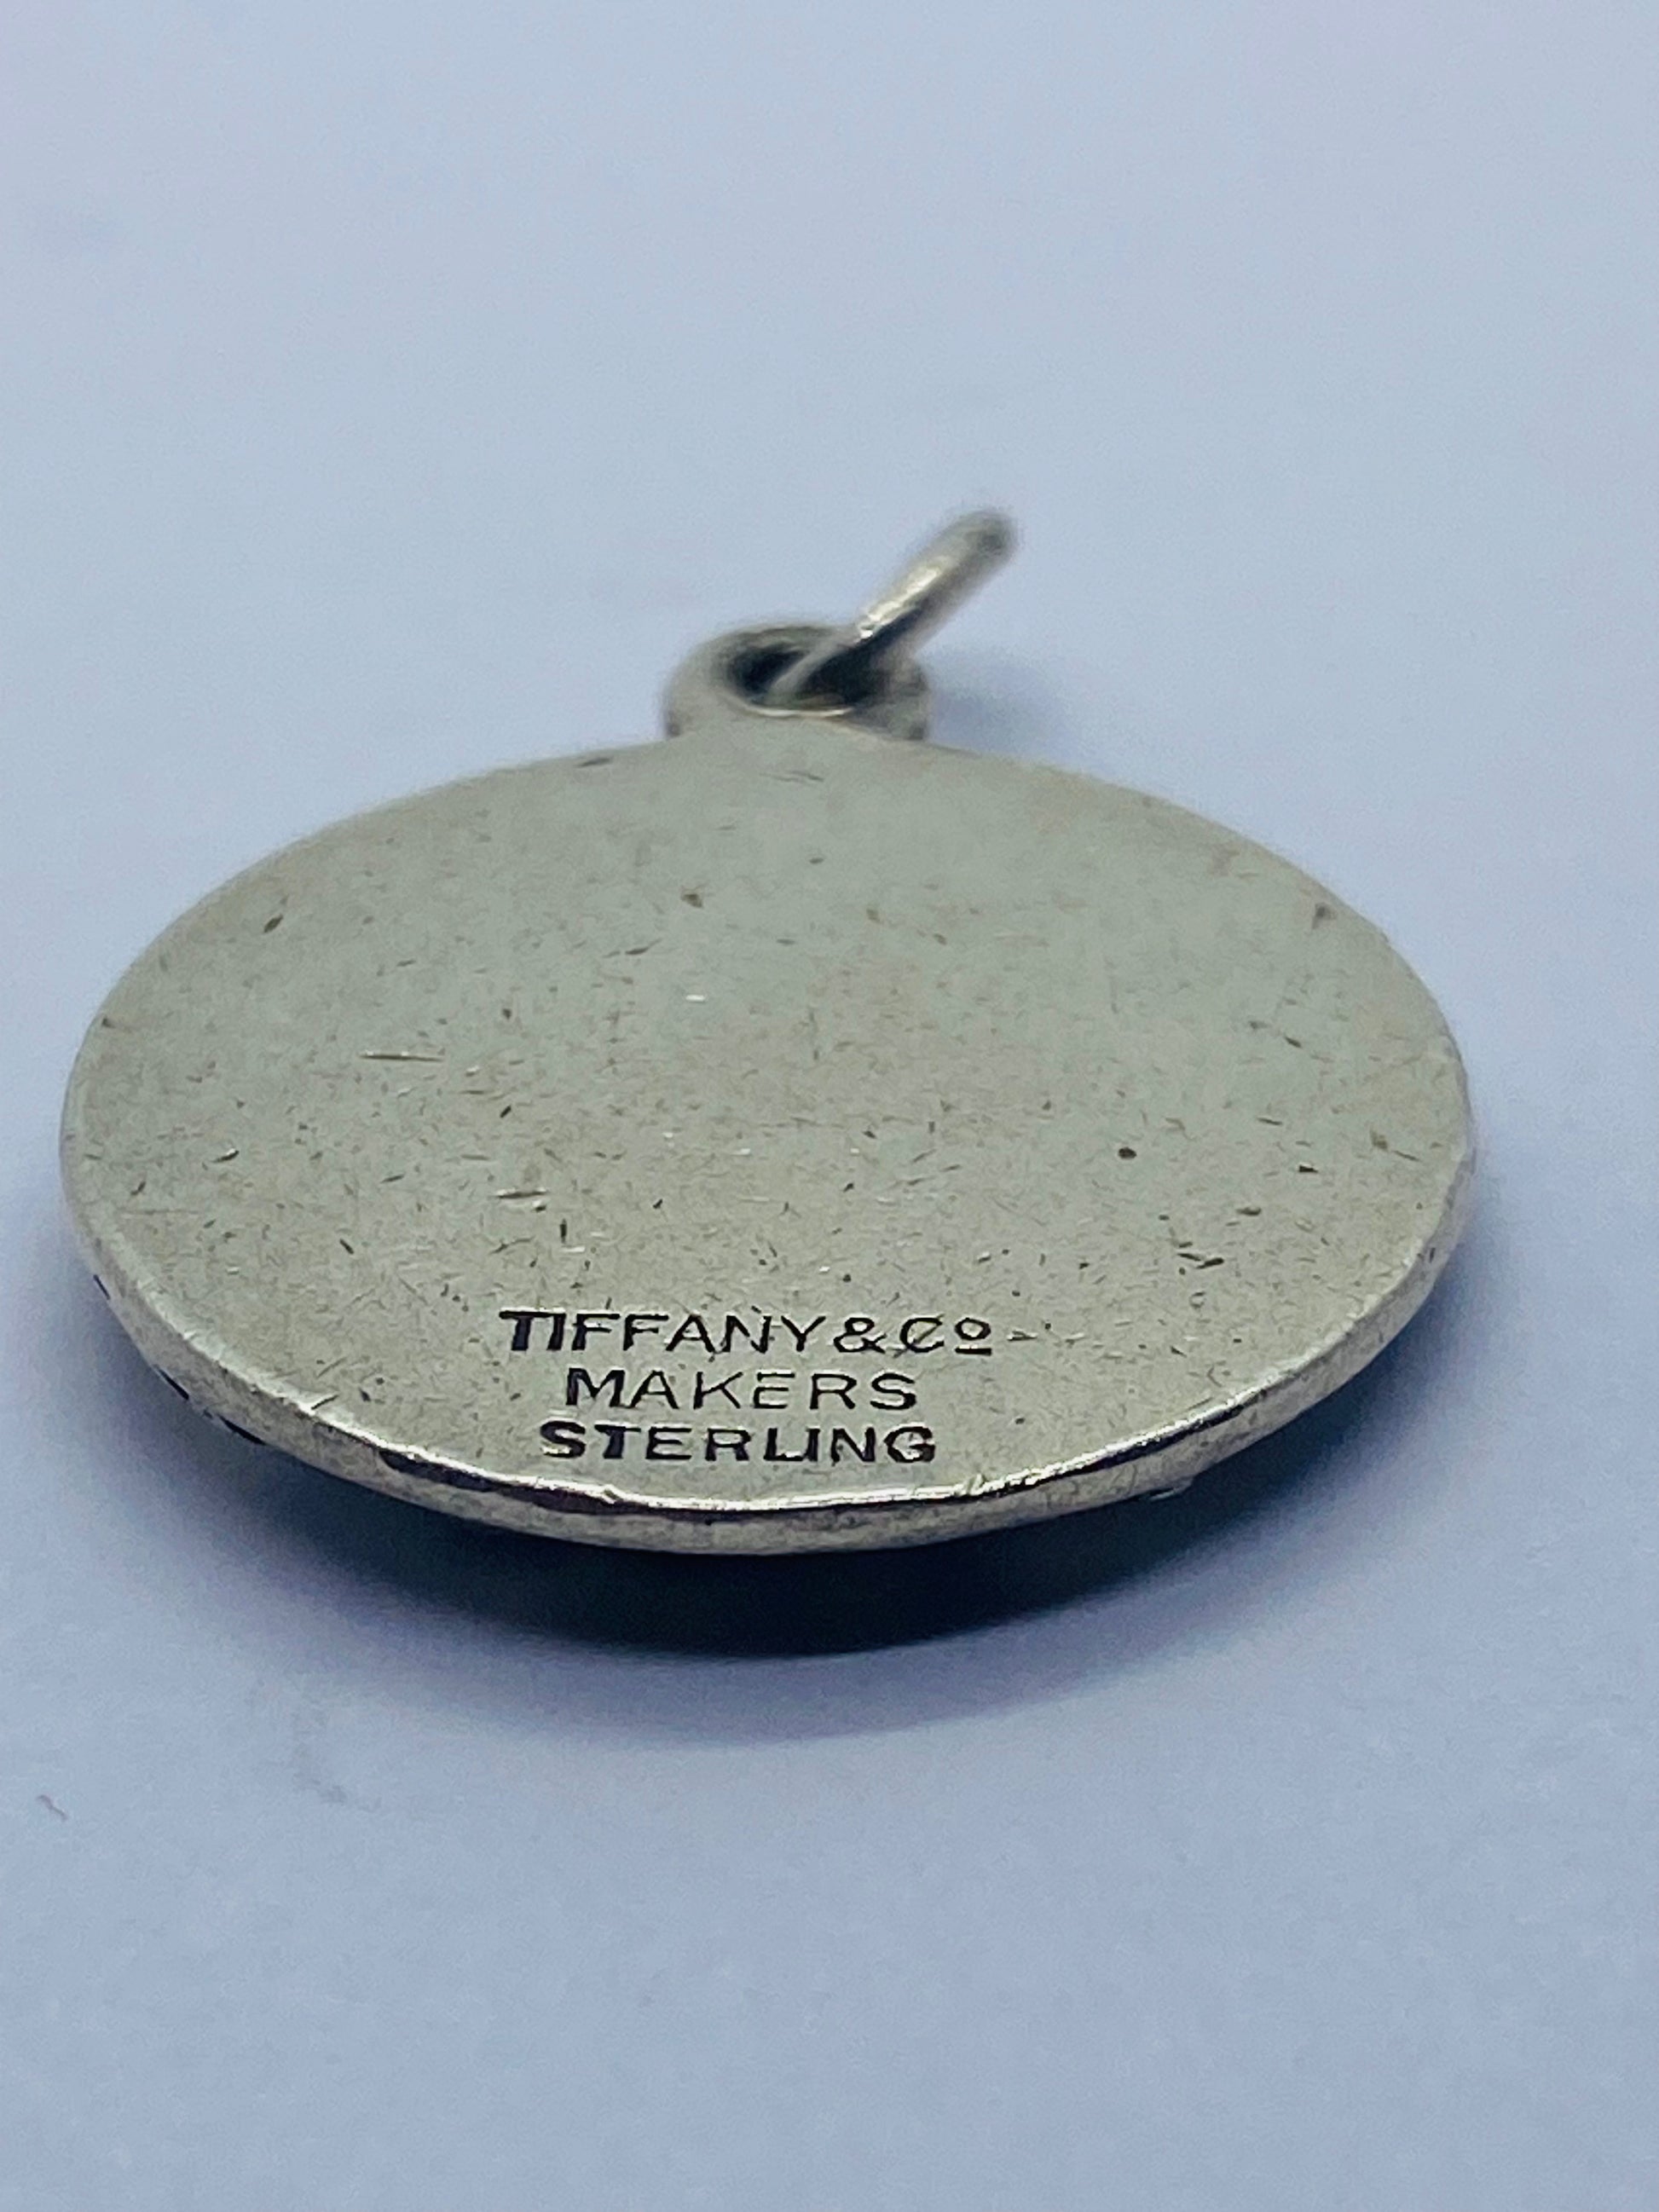 TIFFANY & Cº
MAKERS
STERLING